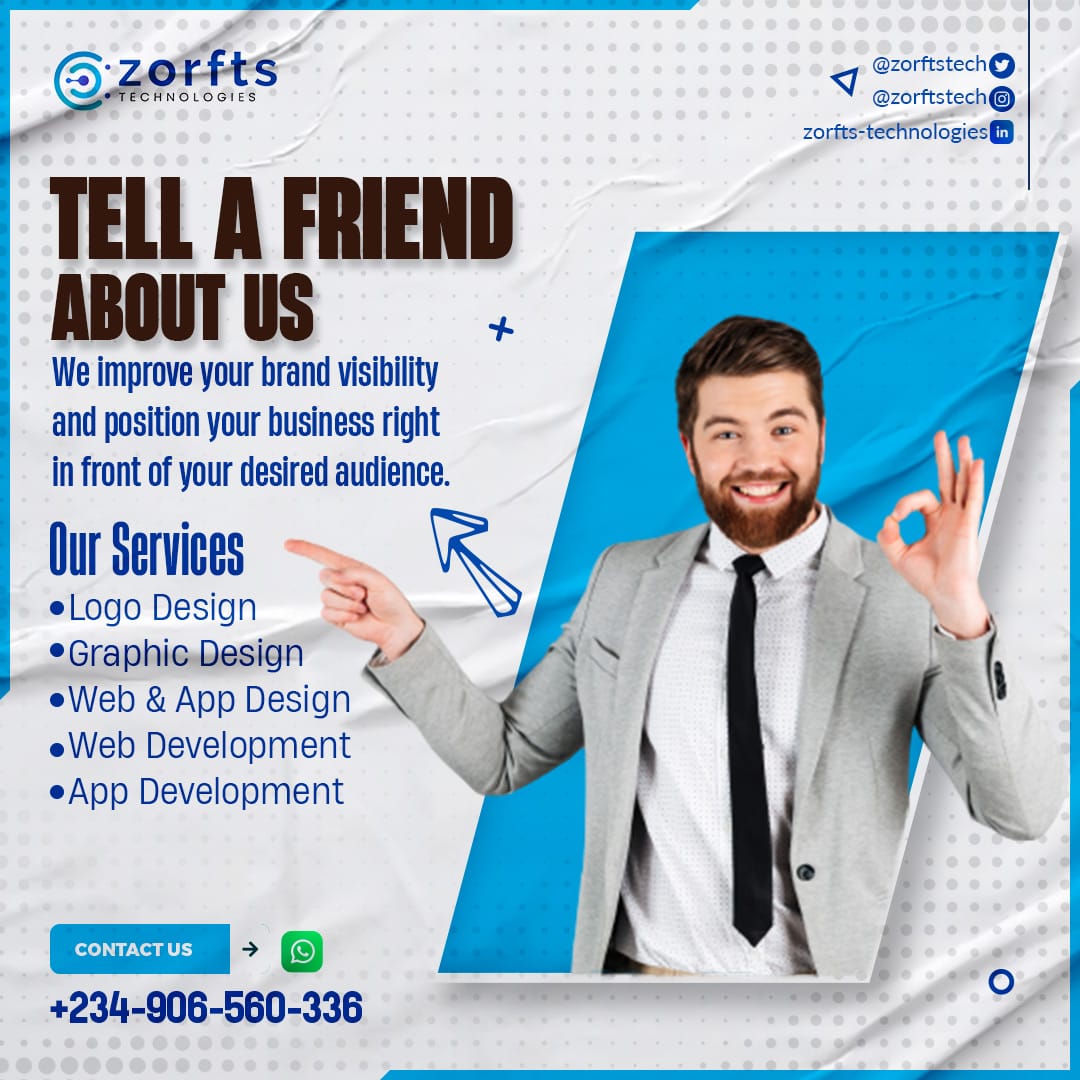 zorfts
TECHNOLOGIES
@zorftstech
@zorftstech
zorfts-technologies
in
TELL A FRIEND
ABOUT US
We improve your brand visibility
and position your business right
in front of your desired audience.
Our Services
•Logo Design
•Graphic Design
•Web & App Design
•Web Development
•App Development
CONTACT US
+234-906-560-336